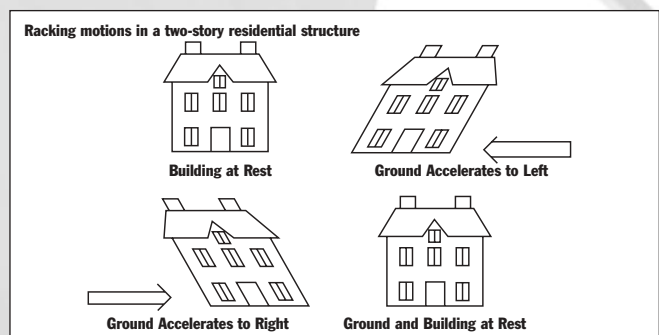 Racking motions in a two-story residential structure
Building at Rest
Ground Accelerates to Left
Ground Accelerates to Right
Ground and Building at Rest